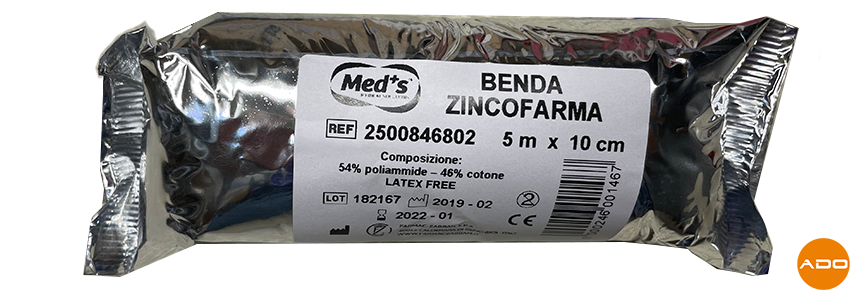 Med+s
BENDA
ZINCOFARMA
REF 2500846802 5 m x 10 cm
Composizione:
54% poliammide – 46% cotone
LATEX FREE
LOT 182167 2019 - 02
2022 - 01
2
CE
ADO